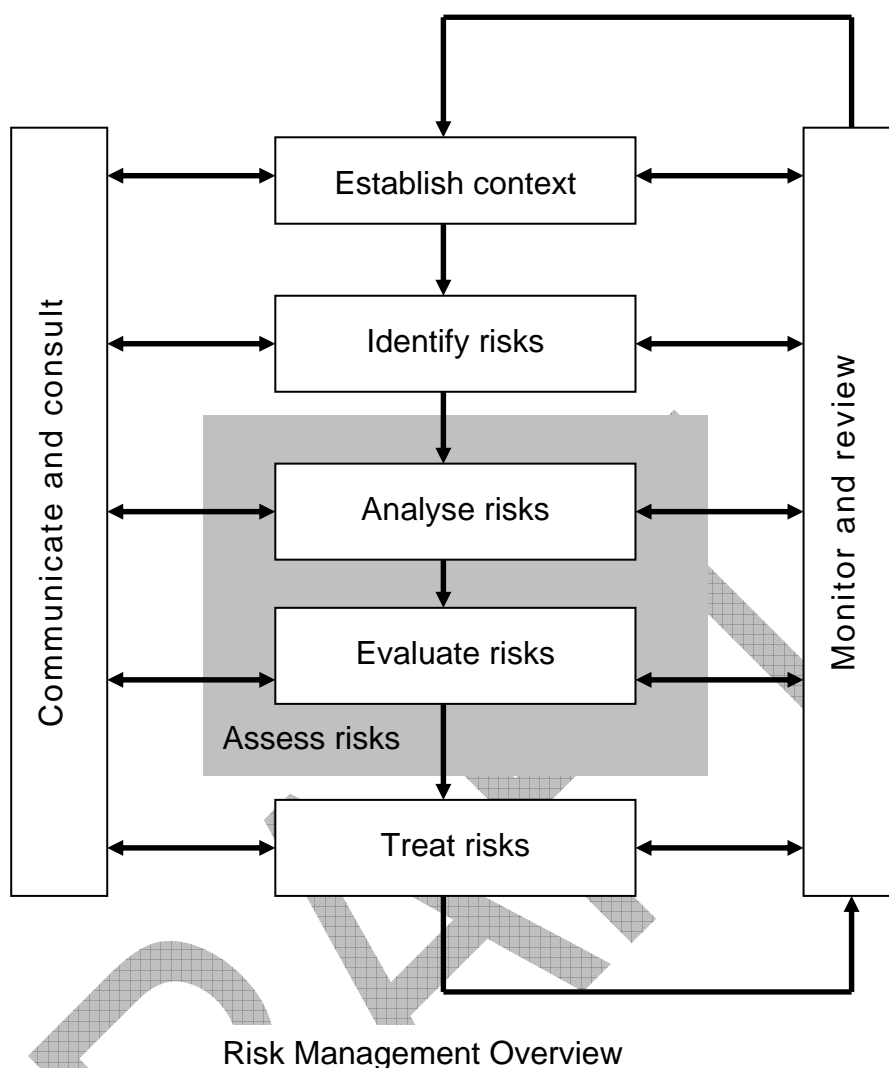 Establish context
Identify risks
Analyse risks
Evaluate risks
Assess risks
Treat risks
Communicate and consult
Monitor and review
Risk Management Overview